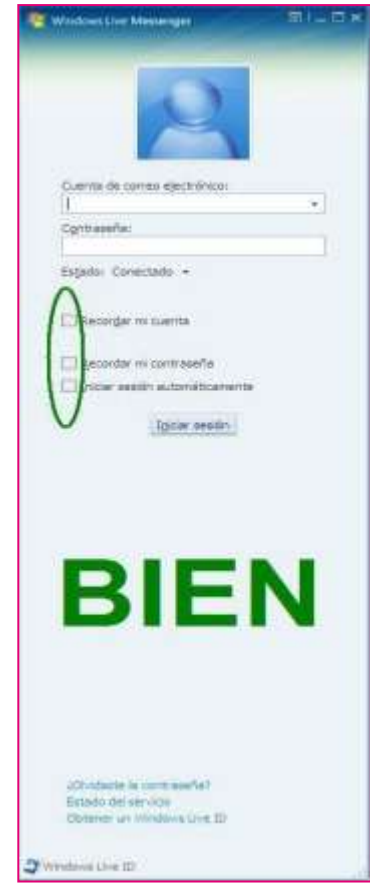 Windows Live Messenger
Cuenta de correo electrónico:
Contraseña:
Estado: Conectado
Recordar mi cuenta
Recordar mi contraseña
Iniciar sesión automáticamente
Iniciar sesión
BIEN
¿Olvidaste la contraseña?
Estado del servicio
Obtener un Windows Live ID
Windows Live ID